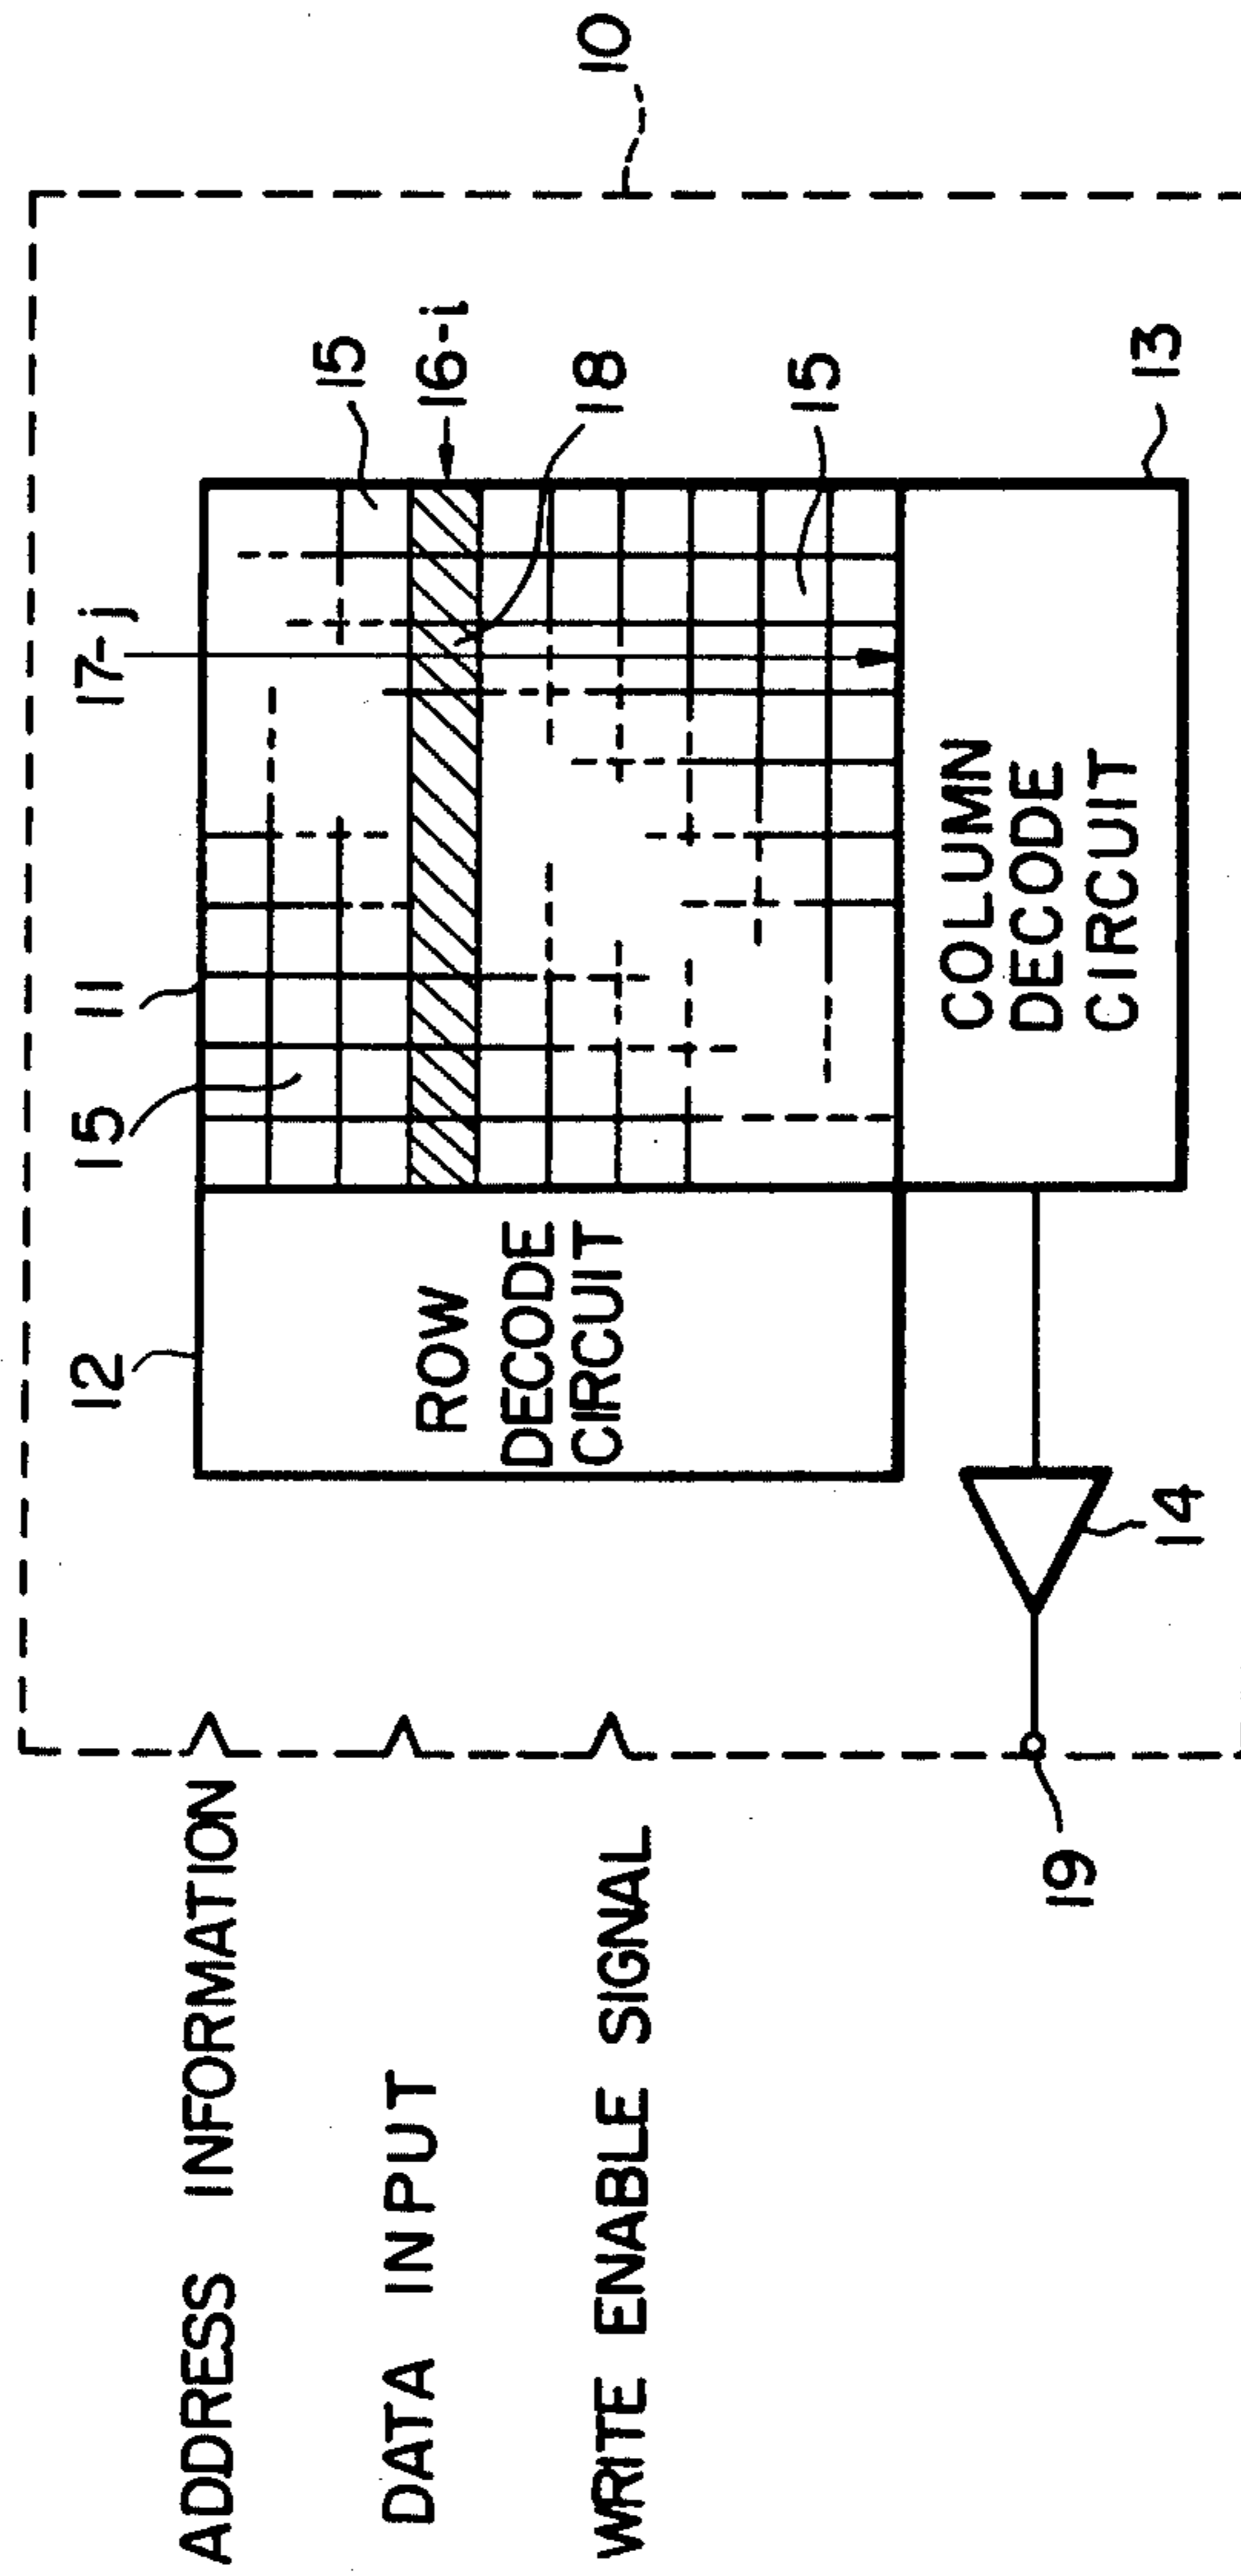 10
17-j
11
15
15
16-i
18
15
12
ROW
DECODE
CIRCUIT
COLUMN
DECODE
CIRCUIT
13
14
19
ADDRESS INFORMATION
DATA INPUT
WRITE ENABLE SIGNAL